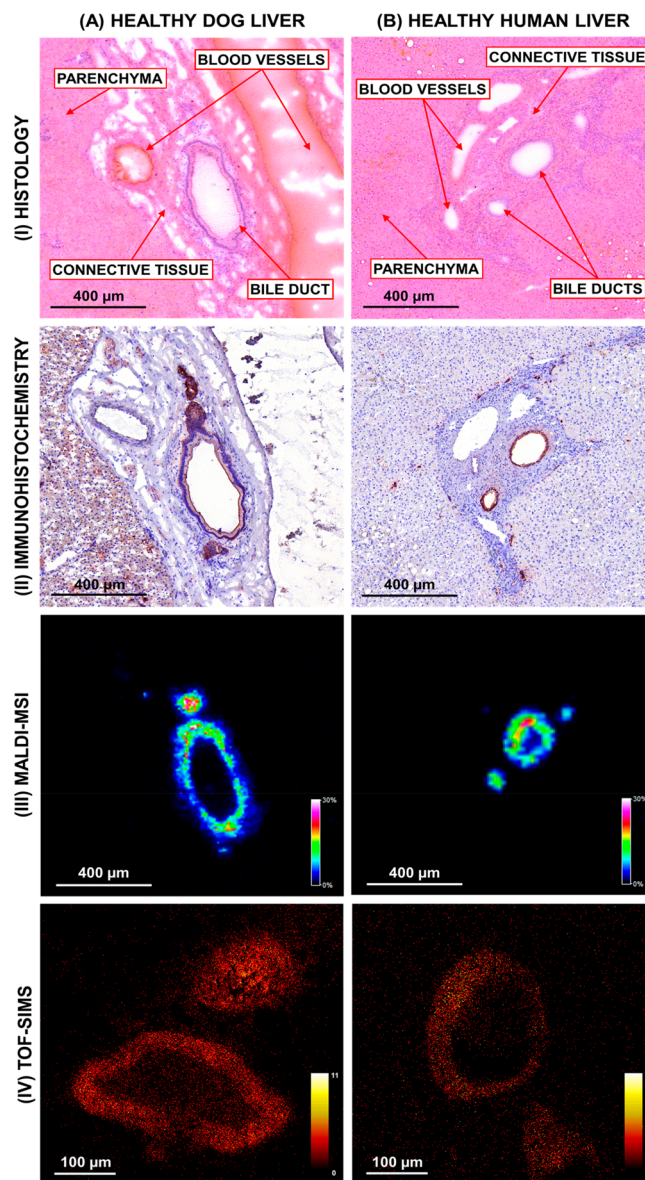 (A) HEALTHY DOG LIVER
(B) HEALTHY HUMAN LIVER
(I) HISTOLOGY
PARENCHYMA
BLOOD VESSELS
CONNECTIVE TISSUE
BILE DUCT
400 µm
CONNECTIVE TISSUE
BLOOD VESSELS
PARENCHYMA
BILE DUCTS
400 µm
(II) IMMUNOHISTOCHEMISTRY
400 µm
400 µm
(III) MALDI-MSI
30%
0%
400 µm
30%
0%
400 µm
(IV) TOF-SIMS
11
0
100 µm
100 µm